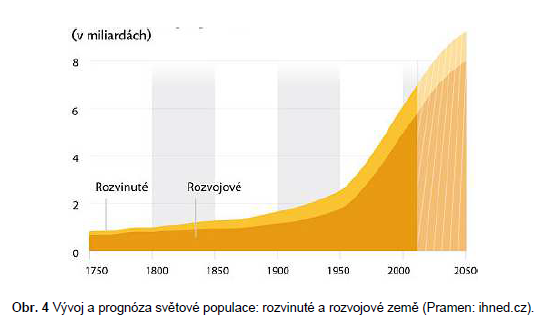 (v miliardách)
8
6
4
Rozvinuté Rozvojové
2
0
1750 1800 1850 1900 1950 2000 2050
Obr. 4 Vývoj a prognóza světové populace: rozvinuté a rozvojové země (Pramen: ihned.cz).